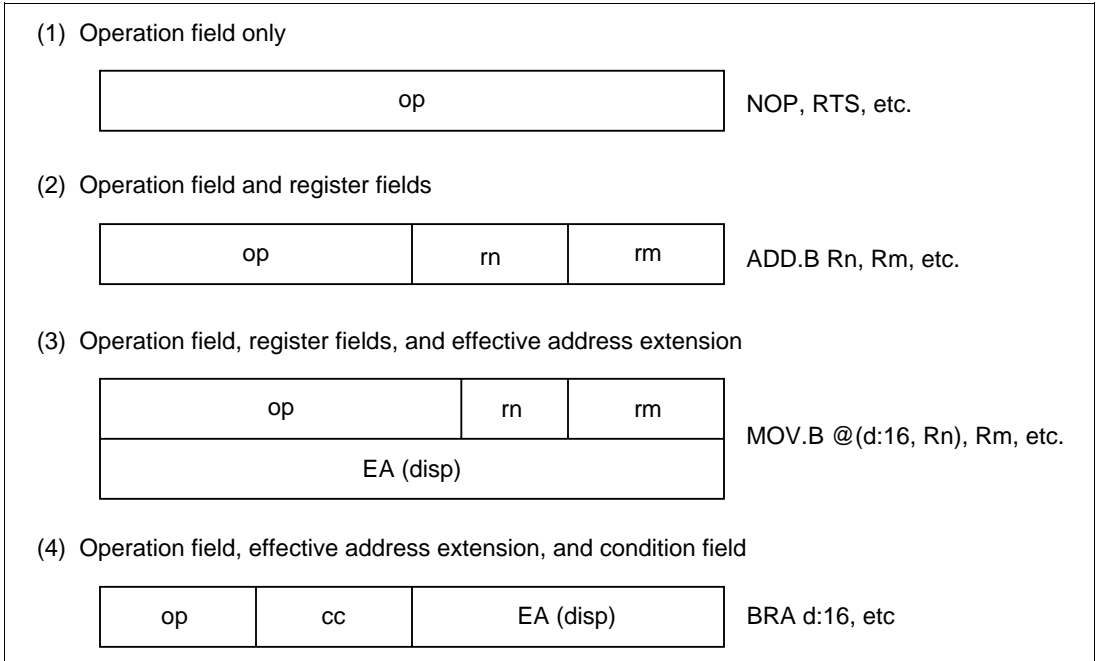 (1) Operation field only
op
NOP, RTS, etc.
(2) Operation field and register fields
op rn rm
ADD.B Rn, Rm, etc.
(3) Operation field, register fields, and effective address extension
op rn rm
EA (disp)
MOV.B @(d:16, Rn), Rm, etc.
(4) Operation field, effective address extension, and condition field
op cc EA (disp)
BRA d:16, etc